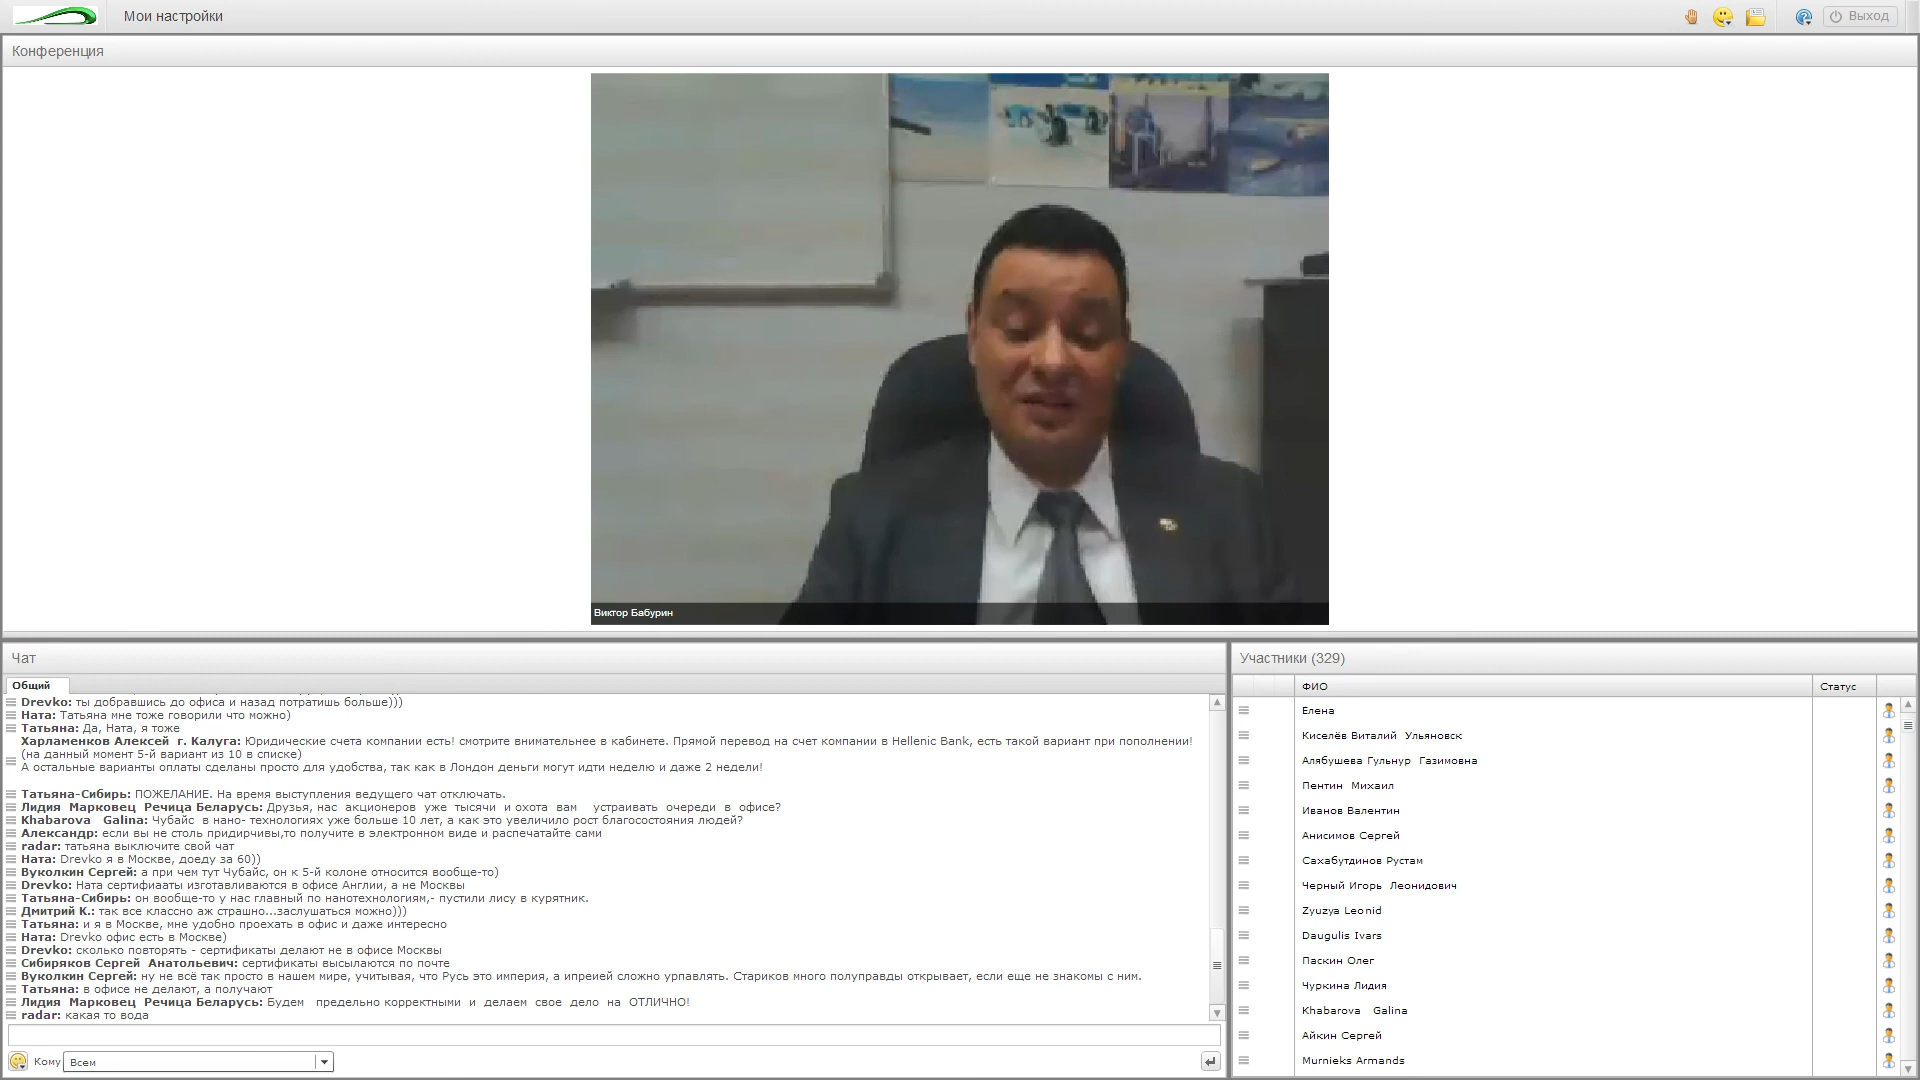 Мои настройки
Выход
Конференция
Виктор Бабурин
Чат
Общий
Drevko: ты добравшись до офиса и назад потратишь больше)))
Ната: Татьяна мне тоже говорили что можно)
Татьяна: Да, Ната, я тоже
Харламенков Алексей г. Калуга: Юридические счета компании есть! смотрите внимательнее в кабинете. Прямой перевод на счет компании в Hellenic Bank, есть такой вариант при пополнении!
(на данный момент 5-й вариант из 10 в списке)
А остальные варианты оплаты сделаны просто для удобства, так как в Лондон деньги могут идти неделю и даже 2 недели!
Татьяна-Сибирь: ПОЖЕЛАНИЕ. На время выступления ведущего чат отключать.
Лидия Марковец Речица Беларусь: Друзья, нас акционеров уже тысячи и охота вам устраивать очереди в офисе?
Khabarova Galina: Чубайс в нано- технологиях уже больше 10 лет, а как это увеличило рост благосостояния людей?
Александр: если вы не столь придирчивы,то получите в электронном виде и распечатайте сами
radar: татьяна выключите свой чат
Ната: Drevko я в Москве, доеду за 60))
Вуколкин Сергей: а при чем тут Чубайс, он к 5-й колоне относится вообще-то)
Drevko: Ната сертифиааты изготавливаются в офисе Англии, а не Москвы
Татьяна-Сибирь: он вообще-то у нас главный по нанотехнологиям,- пустили лису в курятник.
Дмитрий К.: так все классно аж страшно...заслушаться можно)))
Татьяна: и я в Москве, мне удобно проехать в офис и даже интересно
Ната: Drevko офис есть в Москве)
Drevko: сколько повторять - сертификаты делают не в офисе Москвы
Сибиряков Сергей Анатольевич: сертификаты высылаются по почте
Вуколкин Сергей: ну не всё так просто в нашем мире, учитывая, что Русь это империя, а ипреией сложно урпавлять. Стариков много полуправды открывает, если еще не знакомы с ним.
Татьяна: в офисе не делают, а получают
Лидия Марковец Речица Беларусь: Будем предельно корректными и делаем свое дело на ОТЛИЧНО!
radar: какая то вода
Кому Всем
Участники (329)
ФИО Статус
Елена
Киселёв Виталий Ульяновск
Алябушева Гульнур Газимовна
Пентин Михаил
Иванов Валентин
Анисимов Сергей
Сахабутдинов Рустам
Черный Игорь Леонидович
Zyuzya Leonid
Daugulis Ivars
Паскин Олег
Чуркина Лидия
Khabarova Galina
Айкин Сергей
Murnieks Armands